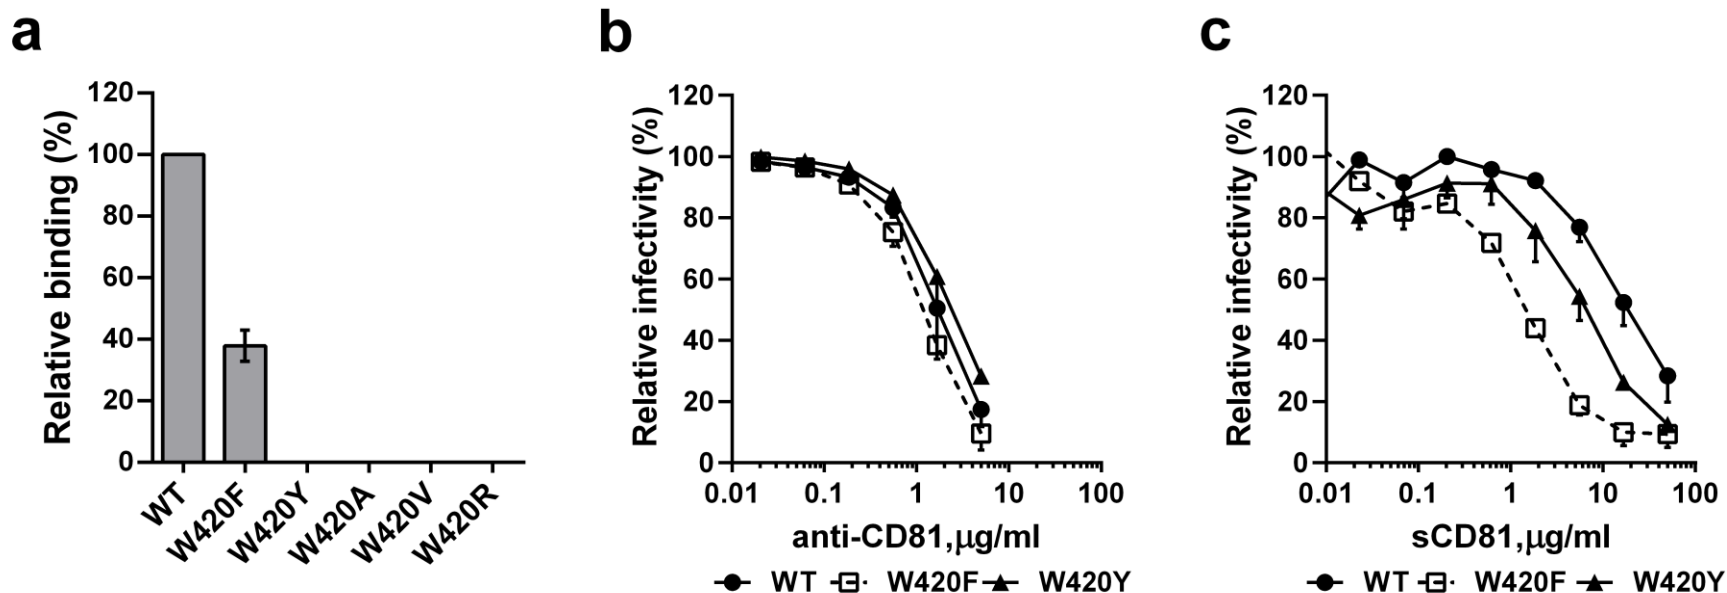 a
Relative binding (%)
120
100
80
60
40
20
0
WT
W420F
W420Y
W420A
W420V
W420R
b
Relative infectivity (%)
120
100
80
60
40
20
0
0.01 0.1 1 10 100
anti-CD81,μg/ml
WT W420F W420Y
c
Relative infectivity (%)
120
100
80
60
40
20
0
0.01 0.1 1 10 100
sCD81,μg/ml
WT W420F W420Y